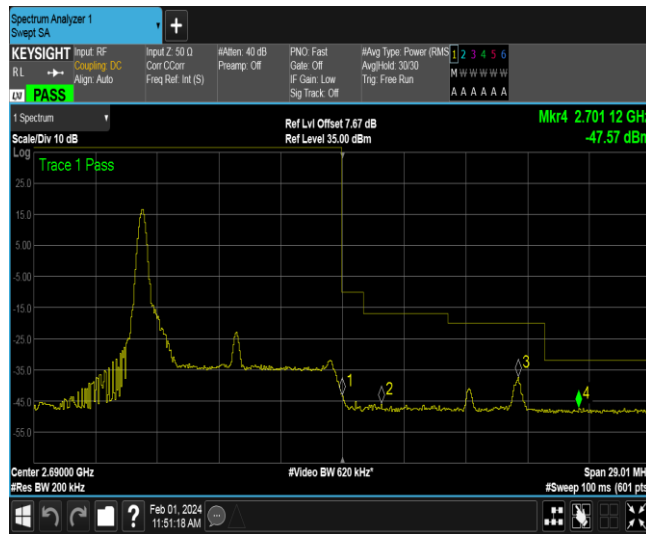 Spectrum Analyzer 1
Swept SA
KEYSIGHT
RL
LXI PASS
Input: RF
Coupling: DC
Align: Auto
Input Z: 50 Ω
Corr CCorr
Freq Ref: Int (S)
#Atten: 40 dB
Preamp: Off
PNO: Fast
Gate: Off
IF Gain: Low
Sig Track: Off
#Avg Type: Power (RMS
Avg|Hold: 30/30
Trig: Free Run
1 2 3 4 5 6
M W W W W W
A A A A A A
1 Spectrum
Scale/Div 10 dB
Ref Lvl Offset 7.67 dB
Ref Level 35.00 dBm
Mkr4 2.701 12 GHz
-47.57 dBm
Log
Trace 1 Pass
25.0
15.0
5.00
-5.00
-15.0
-25.0
-35.0
-45.0
-55.0
1
2
3
4
Center 2.69000 GHz
#Res BW 200 kHz
#Video BW 620 kHz*
Span 29.01 MH
#Sweep 100 ms (601 pts
?
Feb 01, 2024
11:51:18 AM